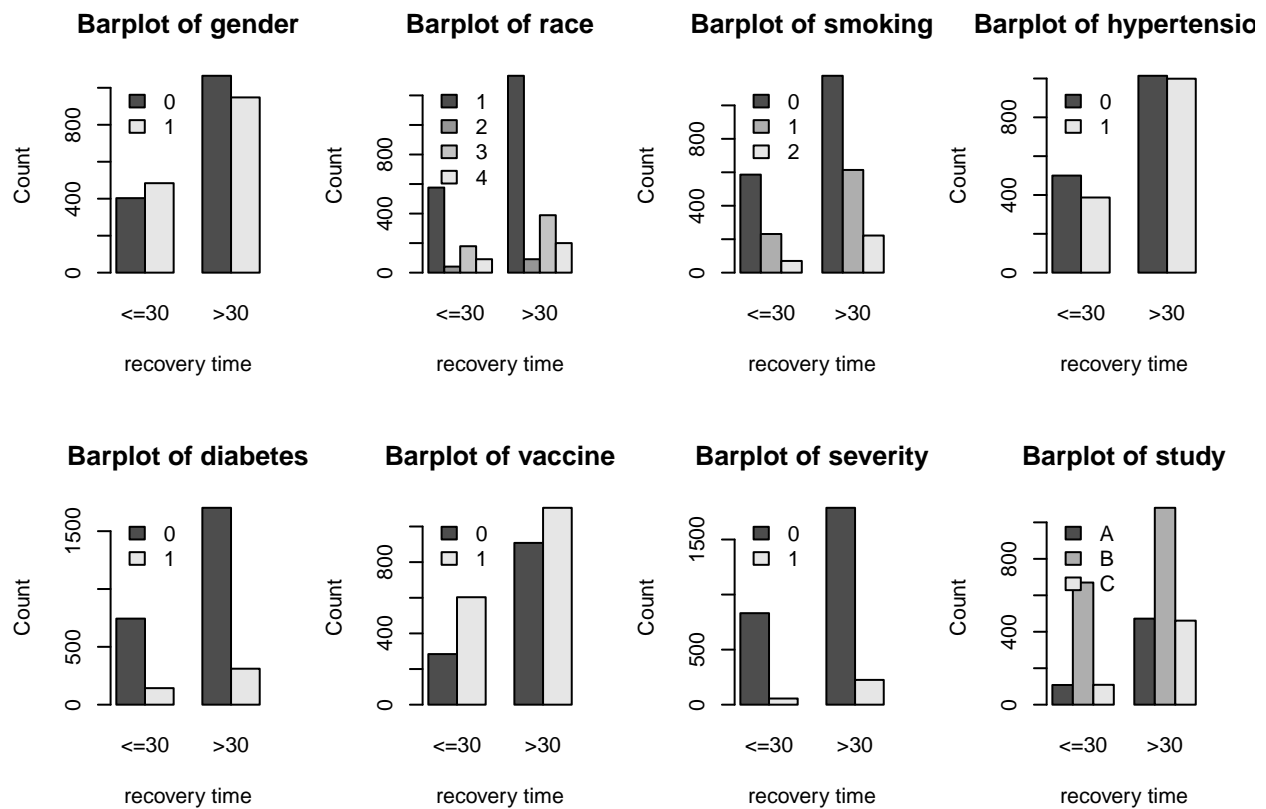 Barplot of gender
Count
0
400
800
0
1
<=30
>30
recovery time
Barplot of race
Count
0
400
800
1
2
3
4
<=30
>30
recovery time
Barplot of smoking
Count
0
400
800
0
1
2
<=30
>30
recovery time
Barplot of hypertensio
Count
0
400
800
0
1
<=30
>30
recovery time
Barplot of diabetes
Count
0
500
1500
0
1
<=30
>30
recovery time
Barplot of vaccine
Count
0
400
800
0
1
<=30
>30
recovery time
Barplot of severity
Count
0
500
1500
0
1
<=30
>30
recovery time
Barplot of study
Count
0
400
800
A
B
C
<=30
>30
recovery time